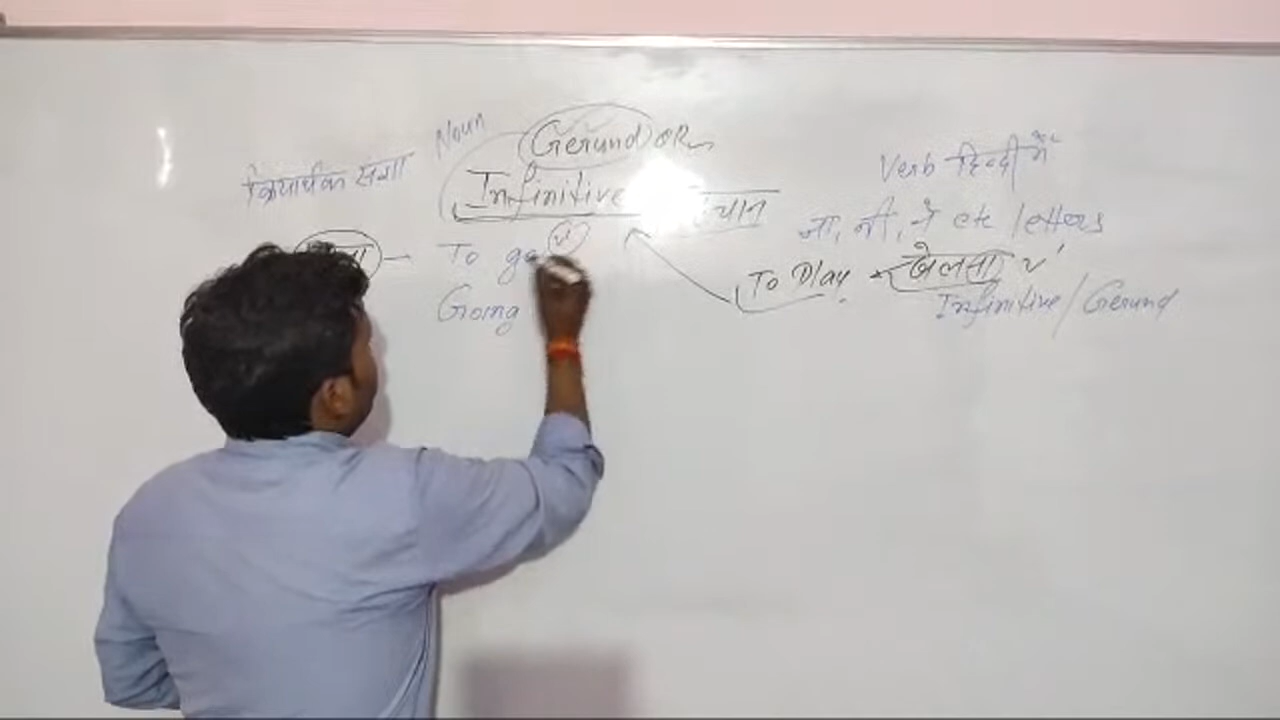 Noun
Gerund OR
क्रियार्थक संज्ञा
Infinitive
To go
Going
Verb हिन्दी में
ना, नी, ने etc letters
To Play
खेलना
Infinitive / Gerund